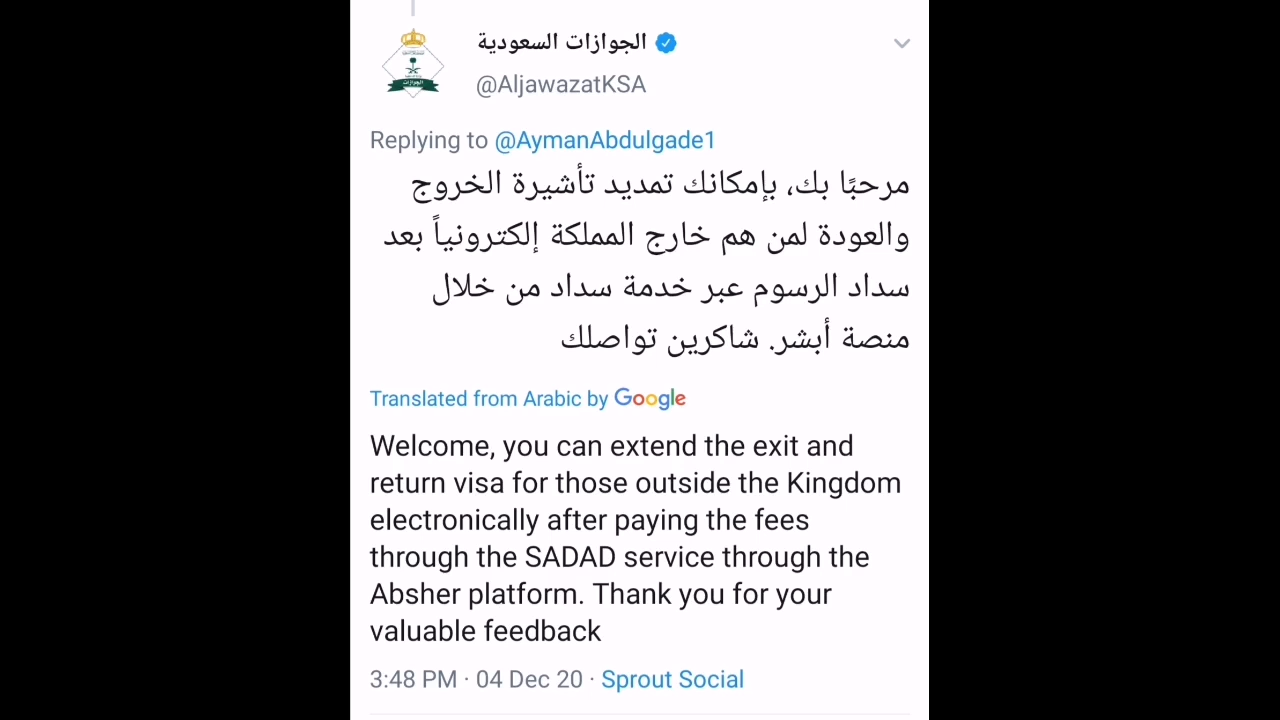 الجوازات السعودية
@AljawazatKSA
Replying to @AymanAbdulgade1
مرحبًا بك، بإمكانك تمديد تأشيرة الخروج
والعودة لمن هم خارج المملكة إلكترونياً بعد
سداد الرسوم عبر خدمة سداد من خلال
منصة أبشر. شاكرين تواصلك
Translated from Arabic by Google
Welcome, you can extend the exit and
return visa for those outside the Kingdom
electronically after paying the fees
through the SADAD service through the
Absher platform. Thank you for your
valuable feedback
3:48 PM · 04 Dec 20 · Sprout Social